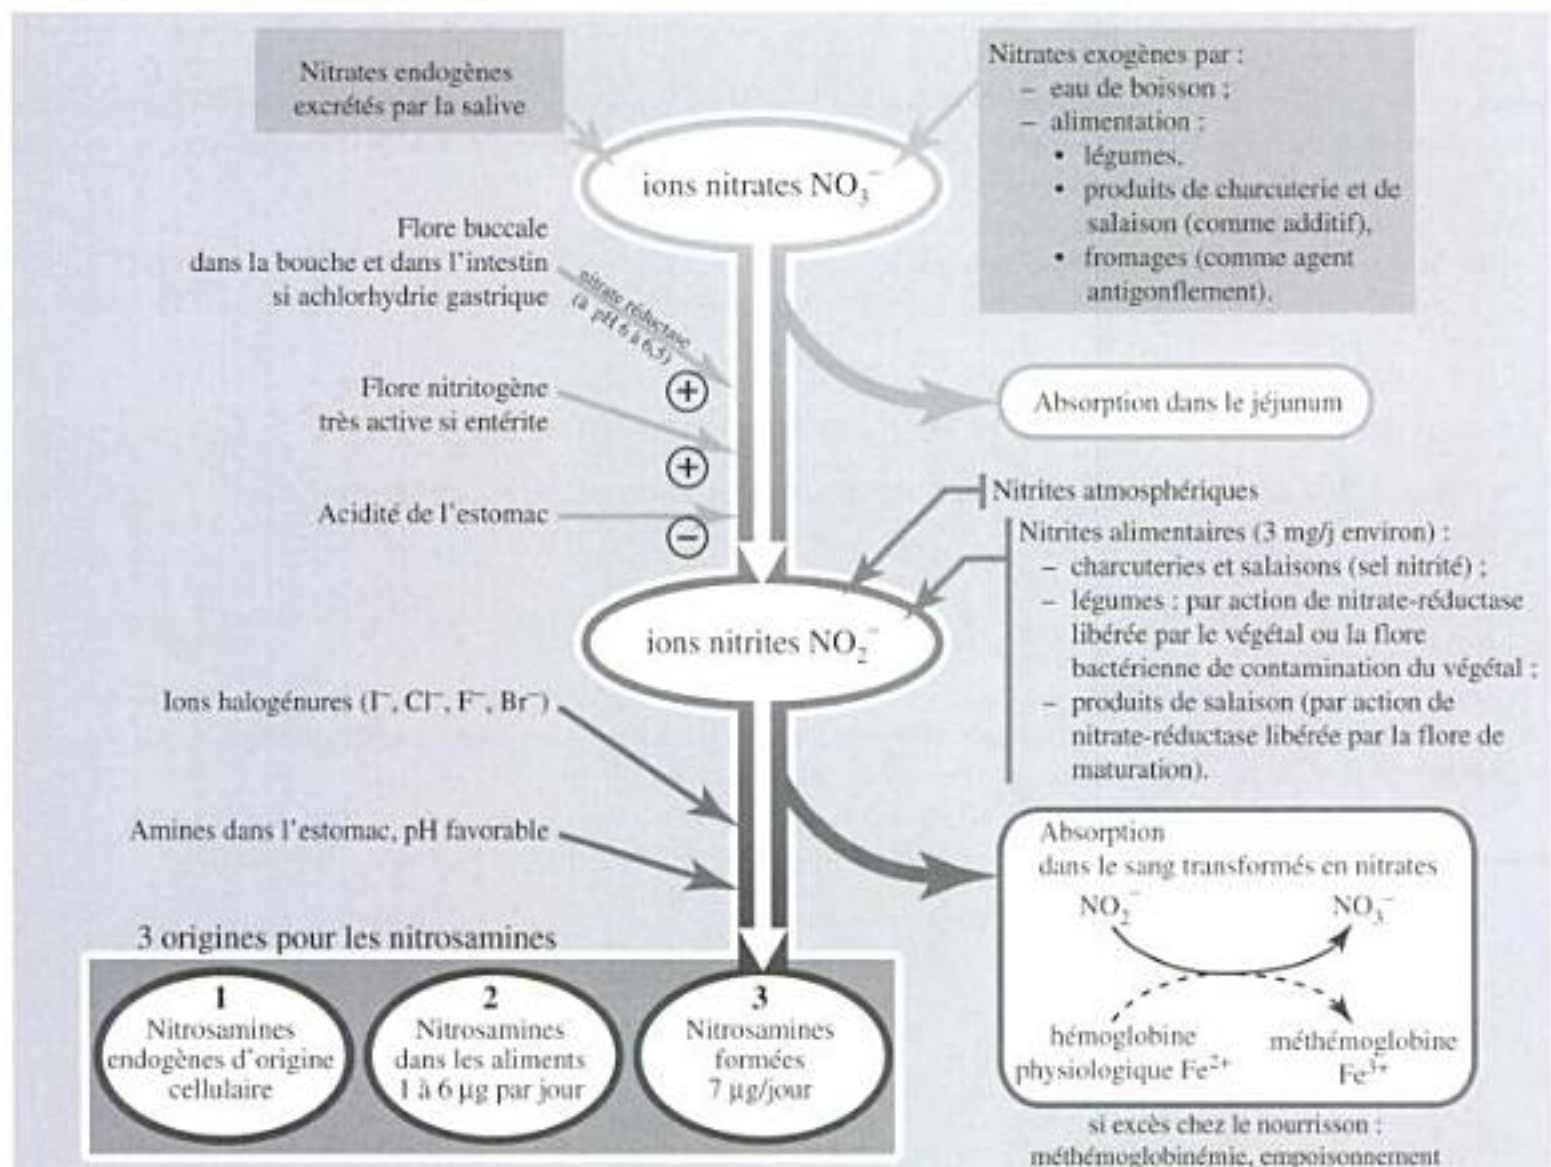 Nitrates endogènes
excrétés par la salive
Nitrates exogènes par :
– eau de boisson ;
– alimentation :
• légumes,
• produits de charcuterie et de
salaison (comme additif),
• fromages (comme agent
antigonflement).
ions nitrates NO₃⁻
Flore buccale
dans la bouche et dans l'intestin
si achlorhydrie gastrique
nitrate réductase
(à pH 6 à 6,5)
+
Flore nitritogène
très active si entérite
+
Acidité de l'estomac
−
Absorption dans le jéjunum
Nitrites atmosphériques
Nitrites alimentaires (3 mg/j environ) :
– charcuteries et salaisons (sel nitrité) ;
– légumes : par action de nitrate-réductase
libérée par le végétal ou la flore
bactérienne de contamination du végétal ;
– produits de salaison (par action de
nitrate-réductase libérée par la flore de
maturation).
ions nitrites NO₂⁻
Ions halogénures (I⁻, Cl⁻, F⁻, Br⁻)
Amines dans l'estomac, pH favorable
Absorption
dans le sang transformés en nitrates
NO₂⁻ NO₃⁻
hémoglobine
physiologique Fe²⁺
méthémoglobine
Fe³⁺
si excès chez le nourrisson :
méthémoglobinémie, empoisonnement
3 origines pour les nitrosamines
1
Nitrosamines
endogènes d'origine
cellulaire
2
Nitrosamines
dans les aliments
1 à 6 µg par jour
3
Nitrosamines
formées
7 µg/jour